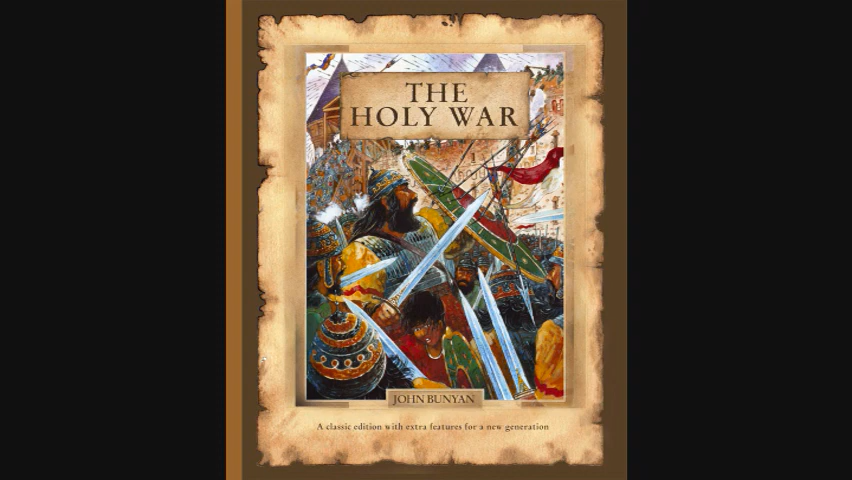 THE
HOLY WAR
JOHN BUNYAN
A classic edition with extra features for a new generation